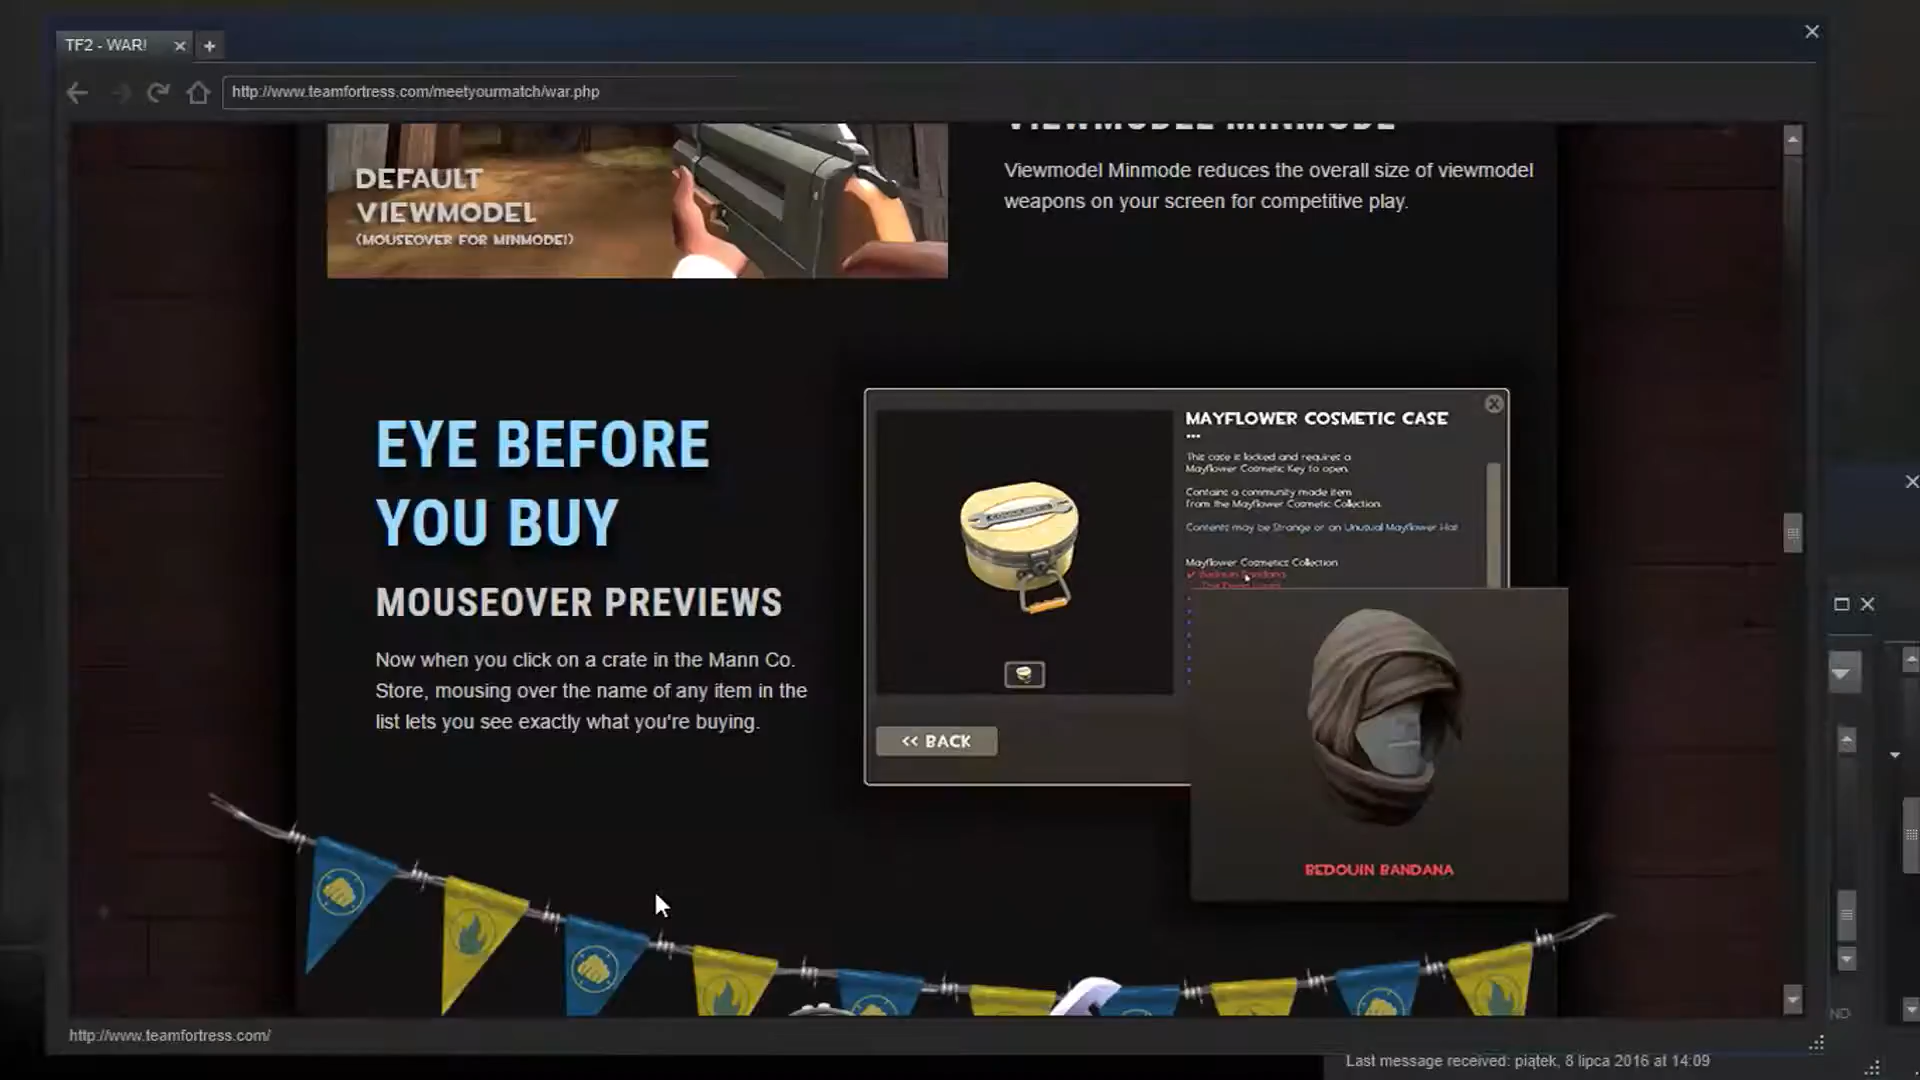 TF2 - WAR!
http://www.teamfortress.com/meetyourmatch/war.php
VIEWMODEL MINMODE
DEFAULT
VIEWMODEL
(MOUSEOVER FOR MINMODE!)
Viewmodel Minmode reduces the overall size of viewmodel
weapons on your screen for competitive play.
EYE BEFORE
YOU BUY
MOUSEOVER PREVIEWS
Now when you click on a crate in the Mann Co.
Store, mousing over the name of any item in the
list lets you see exactly what you're buying.
MAYFLOWER COSMETIC CASE
This case is locked and requires a
Mayflower Cosmetic Key to open.
Contains a community made item
from the Mayflower Cosmetic Collection.
Contents may be Strange or an Unusual Mayflower Hat
Mayflower Cosmetics Collection
Bedouin Bandana
<< BACK
BEDOUIN BANDANA
ND
http://www.teamfortress.com/
Last message received: piątek, 8 lipca 2016 at 14:09